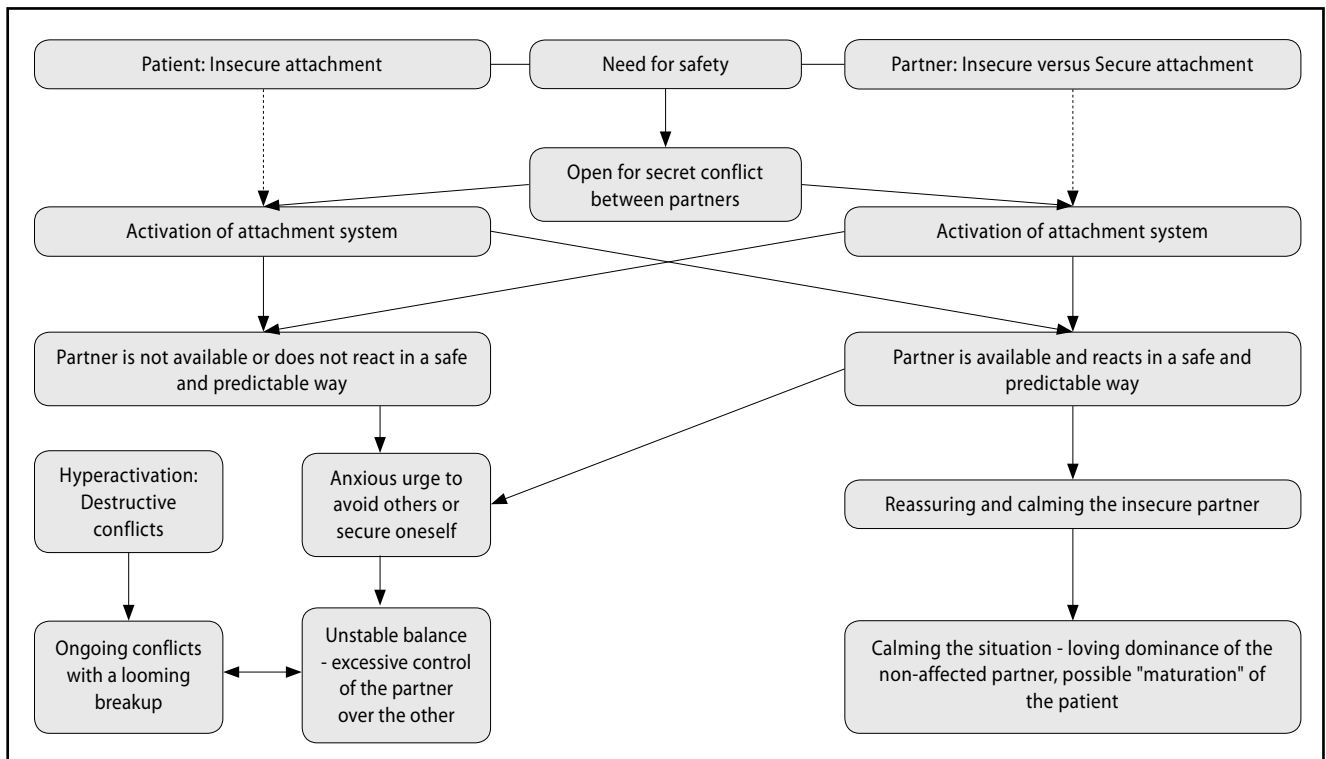 Patient: Insecure attachment
Need for safety
Partner: Insecure versus Secure attachment
Open for secret conflict
between partners
Activation of attachment system
Activation of attachment system
Partner is not available or does not react in a safe
and predictable way
Partner is available and reacts in a safe and
predictable way
Hyperactivation:
Destructive
conflicts
Anxious urge to
avoid others or
secure oneself
Reassuring and calming the insecure partner
Ongoing conflicts
with a looming
breakup
Unstable balance
- excessive control
of the partner
over the other
Calming the situation - loving dominance of the
non-affected partner, possible "maturation" of
the patient